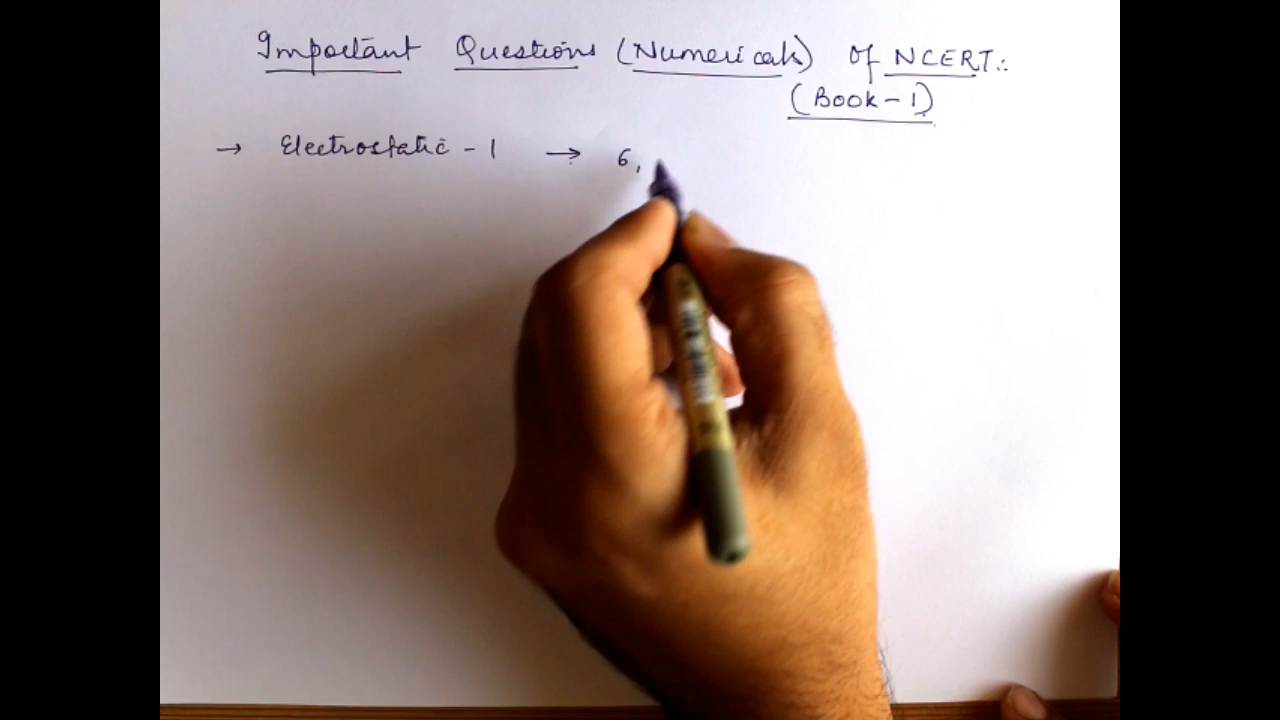 Important Questions (Numericals) of NCERT:
(Book-1)
→ Electrostatic-1 → 6,